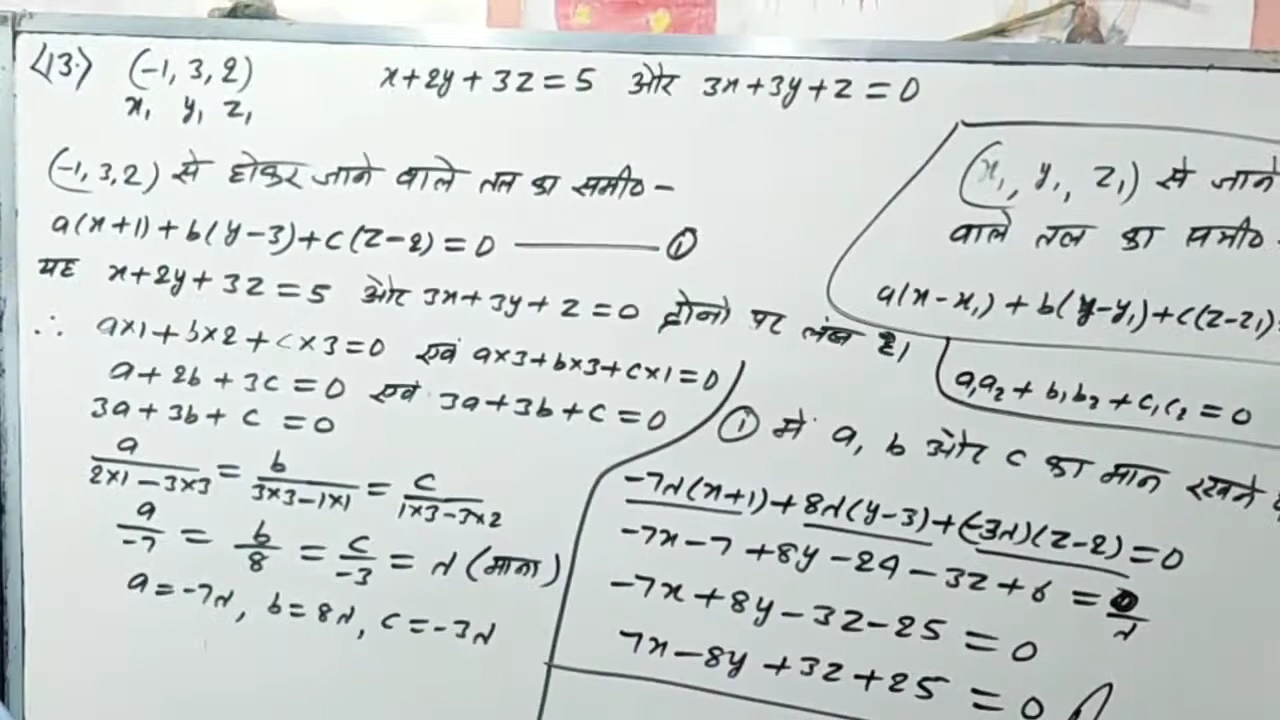 <13.> (-1, 3, 2) x+2y+3z=5 और 3x+3y+z=0
x₁ y₁ z₁
(-1,3,2) से होकर जाने वाले तल का समी० -
a(x+1)+b(y-3)+c(z-2)=0 —— ①
यह x+2y+3z=5 और 3x+3y+z=0 दोनो पर लंब है।
∴ a×1+b×2+c×3=0 एवं a×3+b×3+c×1=0
a+2b+3c=0 एवं 3a+3b+c=0
3a+3b+c=0
a/(2×1-3×3) = b/(3×3-1×1) = c/(1×3-3×2)
a/-7 = b/8 = c/-3 = λ (माना)
a=-7λ, b=8λ, c=-3λ
(x₁, y₁, z₁) से जाने
वाले तल का समी०
a(x-x₁)+b(y-y₁)+c(z-z₁)
a₁a₂+b₁b₂+c₁c₂=0
① में a, b और c का मान रखने
-7λ(x+1)+8λ(y-3)+(-3λ)(z-2)=0
-7x-7+8y-24-3z+6=0/λ
-7x+8y-3z-25=0
7x-8y+3z+25=0